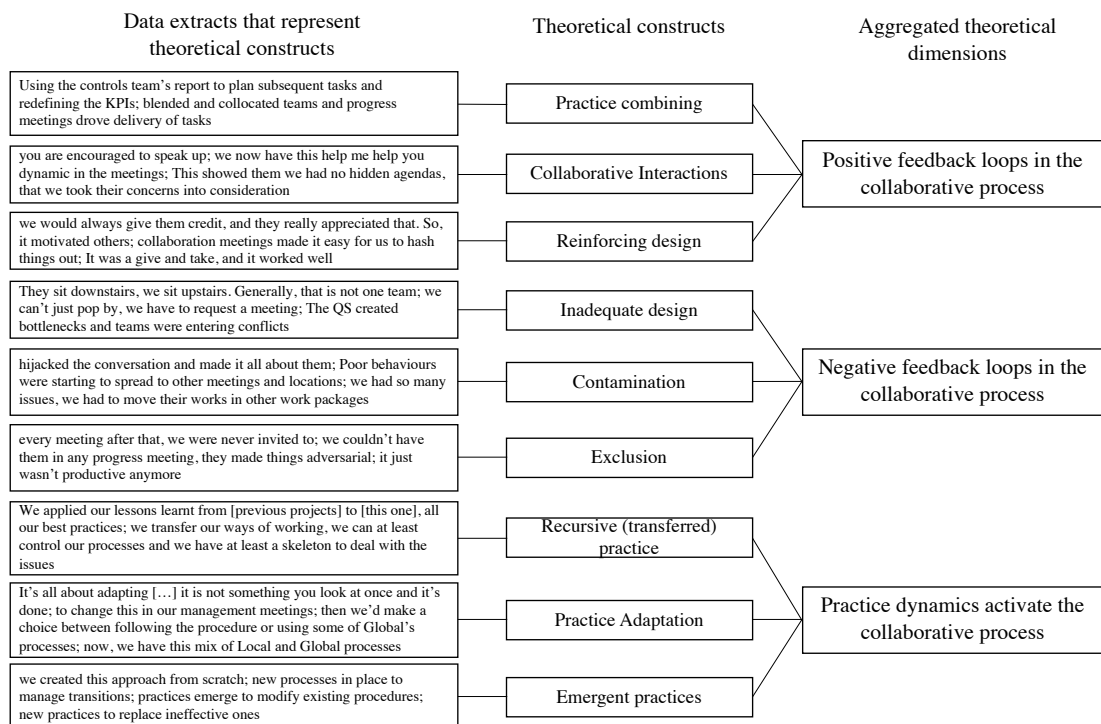 Data extracts that represent
theoretical constructs
Theoretical constructs
Aggregated theoretical
dimensions
Using the controls team's report to plan subsequent tasks and
redefining the KPIs; blended and collocated teams and progress
meetings drove delivery of tasks
Practice combining
you are encouraged to speak up; we now have this help me help you
dynamic in the meetings; This showed them we had no hidden agendas,
that we took their concerns into consideration
Collaborative Interactions
we would always give them credit, and they really appreciated that. So,
it motivated others; collaboration meetings made it easy for us to hash
things out; It was a give and take, and it worked well
Reinforcing design
Positive feedback loops in the
collaborative process
They sit downstairs, we sit upstairs. Generally, that is not one team; we
can't just pop by, we have to request a meeting; The QS created
bottlenecks and teams were entering conflicts
Inadequate design
hijacked the conversation and made it all about them; Poor behaviours
were starting to spread to other meetings and locations; we had so many
issues, we had to move their works in other work packages
Contamination
every meeting after that, we were never invited to; we couldn't have
them in any progress meeting, they made things adversarial; it just
wasn't productive anymore
Exclusion
Negative feedback loops in the
collaborative process
We applied our lessons learnt from [previous projects] to [this one], all
our best practices; we transfer our ways of working, we can at least
control our processes and we have at least a skeleton to deal with the
issues
Recursive (transferred)
practice
It's all about adapting […] it is not something you look at once and it's
done; to change this in our management meetings; then we'd make a
choice between following the procedure or using some of Global's
processes; now, we have this mix of Local and Global processes
Practice Adaptation
we created this approach from scratch; new processes in place to
manage transitions; practices emerge to modify existing procedures;
new practices to replace ineffective ones
Emergent practices
Practice dynamics activate the
collaborative process